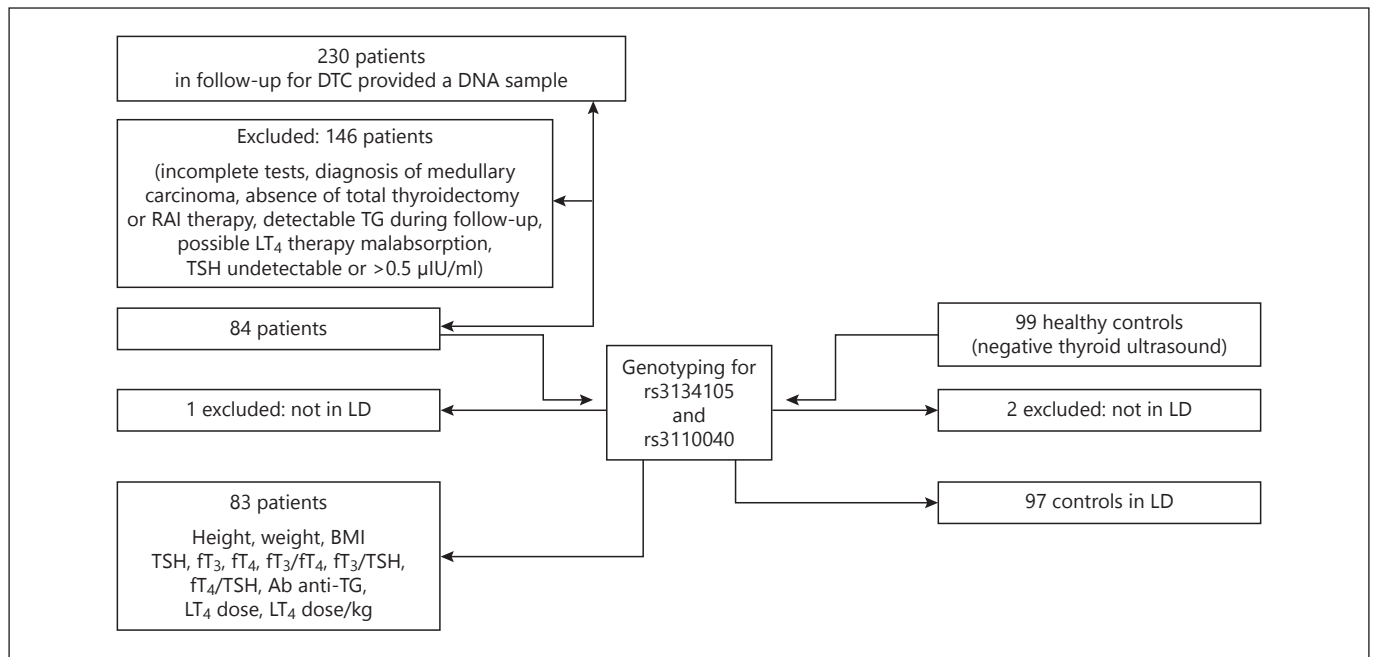 230 patients
in follow-up for DTC provided a DNA sample
Excluded: 146 patients
(incomplete tests, diagnosis of medullary
carcinoma, absence of total thyroidectomy
or RAI therapy, detectable TG during follow-up,
possible LT₄ therapy malabsorption,
TSH undetectable or >0.5 µIU/ml)
84 patients
99 healthy controls
(negative thyroid ultrasound)
Genotyping for
rs3134105
and
rs3110040
1 excluded: not in LD
2 excluded: not in LD
83 patients
Height, weight, BMI
TSH, fT₃, fT₄, fT₃/fT₄, fT₃/TSH,
fT₄/TSH, Ab anti-TG,
LT₄ dose, LT₄ dose/kg
97 controls in LD